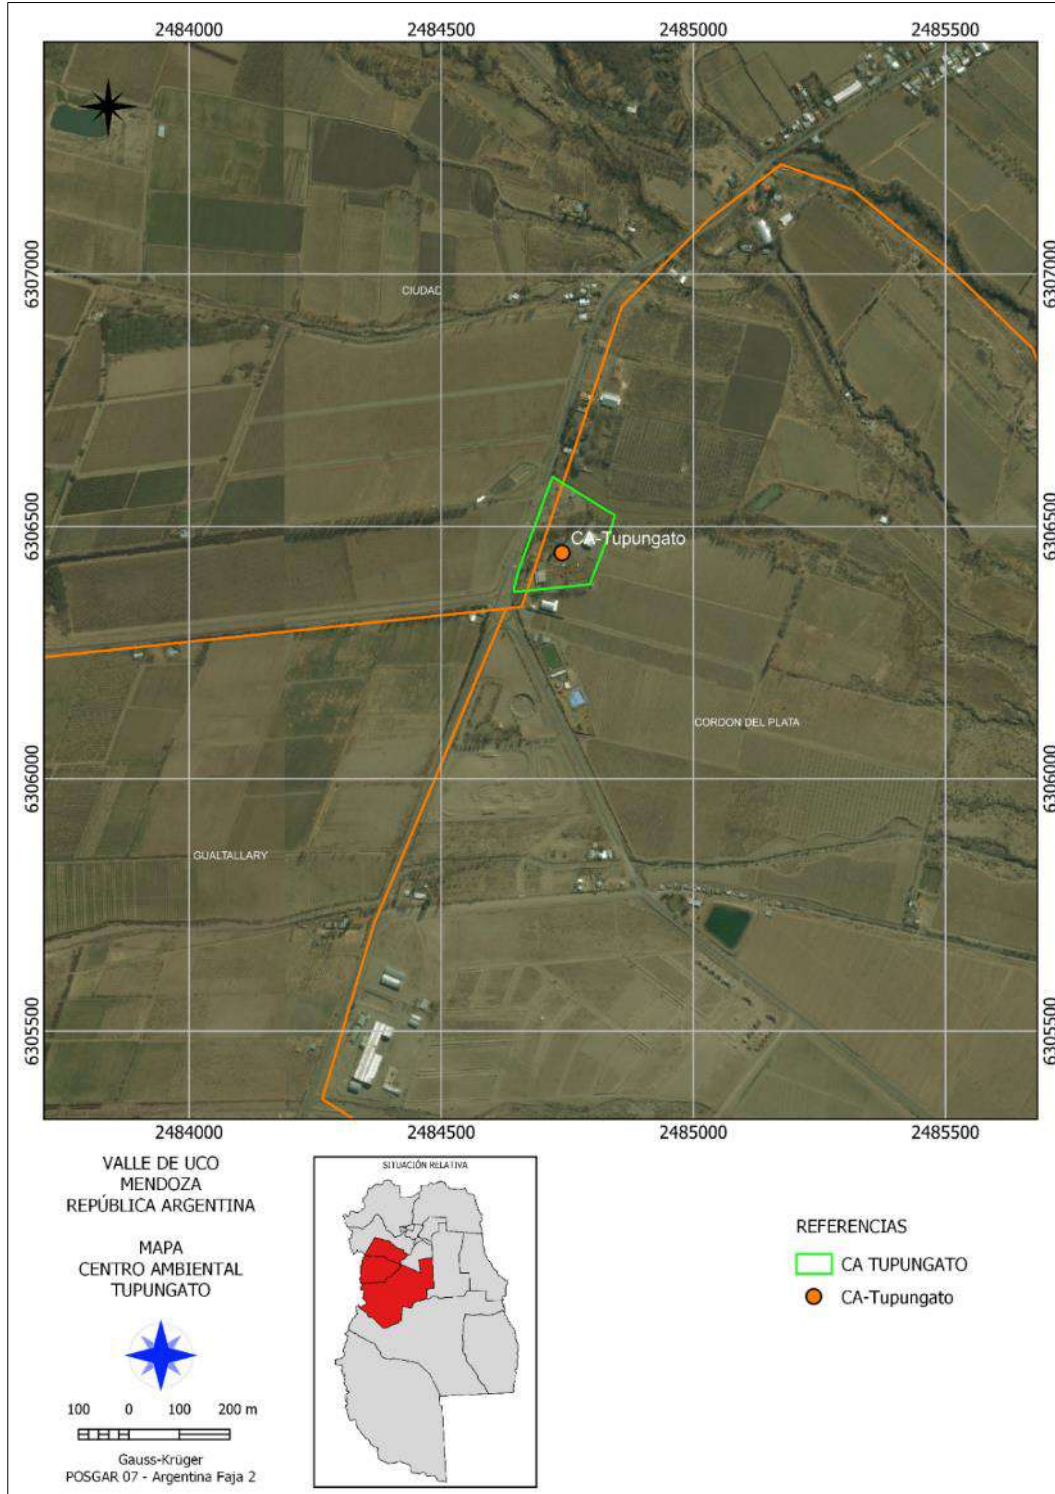 2484000 2484500 2485000 2485500
6307000 6307000
CIUDAD
6306500 6306500
CA-Tupungato
CORDON DEL PLATA
6306000 6306000
GUALTALLARY
6305500 6305500
2484000 2484500 2485000 2485500
VALLE DE UCO
MENDOZA
REPÚBLICA ARGENTINA
MAPA
CENTRO AMBIENTAL
TUPUNGATO
100 0 100 200 m
Gauss-Krüger
POSGAR 07 - Argentina Faja 2
SITUACIÓN RELATIVA
REFERENCIAS
CA TUPUNGATO
CA-Tupungato